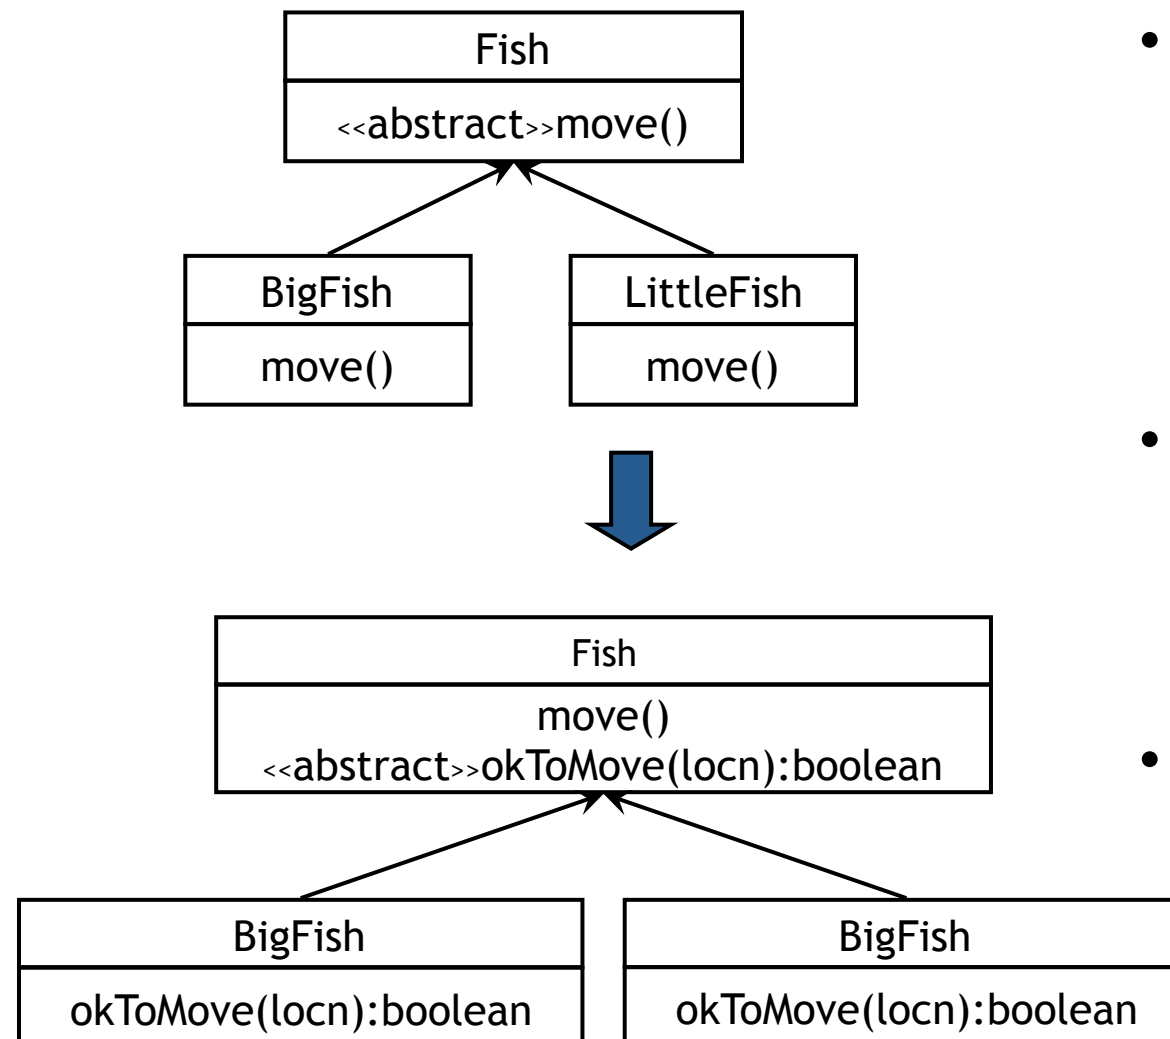 Fish
<<abstract>>move()
BigFish
move()
LittleFish
move()
Fish
move()
<<abstract>>okToMove(locn):boolean
BigFish
okToMove(locn):boolean
BigFish
okToMove(locn):boolean